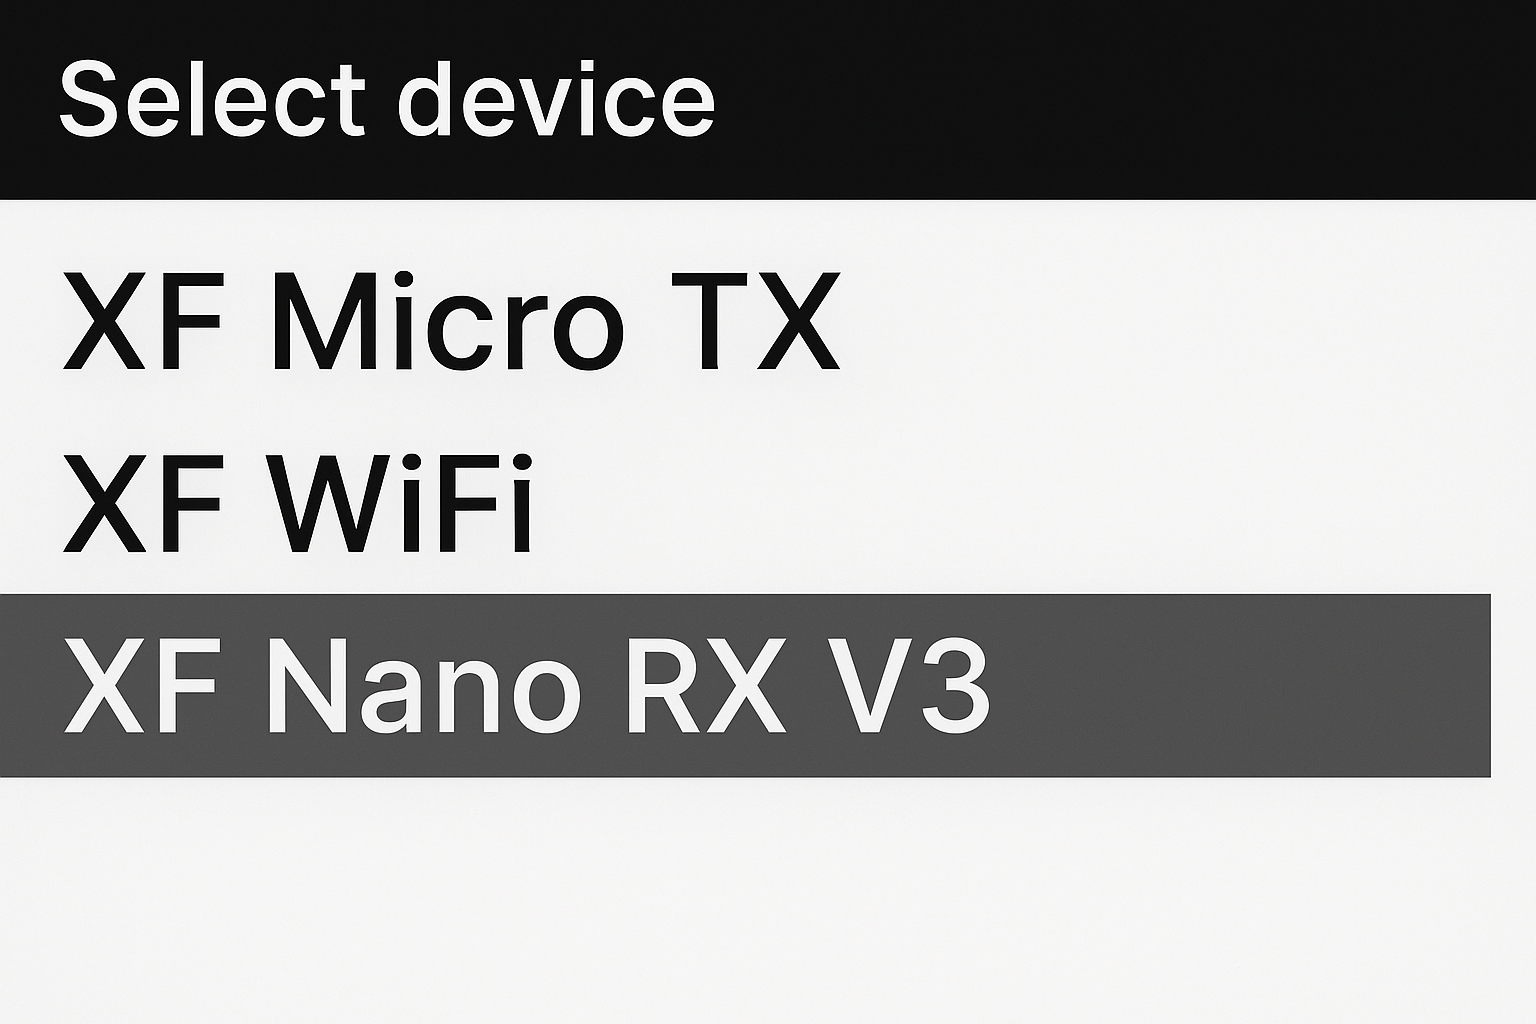 Select device
XF Micro TX
XF WiFi
XF Nano RX V3